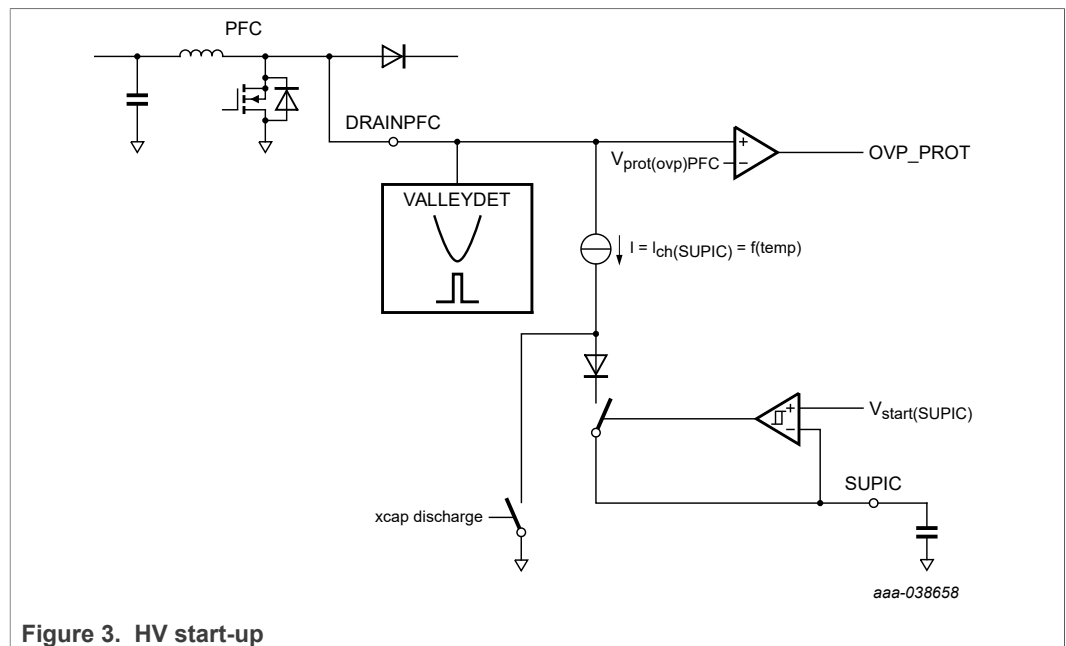 PFC
DRAINPFC
Vprot(ovp)PFC
+
−
OVP_PROT
VALLEYDET
I = Ich(SUPIC) = f(temp)
+
−
Vstart(SUPIC)
SUPIC
xcap discharge
aaa-038658
Figure 3. HV start-up